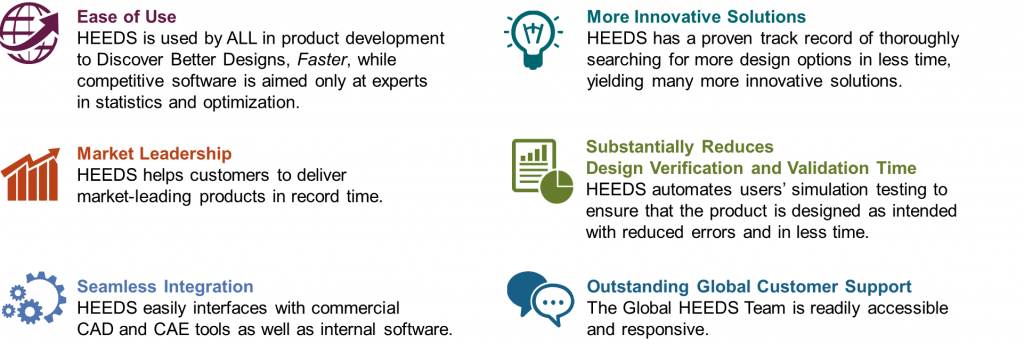 Ease of Use
HEEDS is used by ALL in product development
to Discover Better Designs, Faster, while
competitive software is aimed only at experts
in statistics and optimization.
More Innovative Solutions
HEEDS has a proven track record of thoroughly
searching for more design options in less time,
yielding many more innovative solutions.
Market Leadership
HEEDS helps customers to deliver
market-leading products in record time.
Substantially Reduces
Design Verification and Validation Time
HEEDS automates users’ simulation testing to
ensure that the product is designed as intended
with reduced errors and in less time.
Seamless Integration
HEEDS easily interfaces with commercial
CAD and CAE tools as well as internal software.
Outstanding Global Customer Support
The Global HEEDS Team is readily accessible
and responsive.